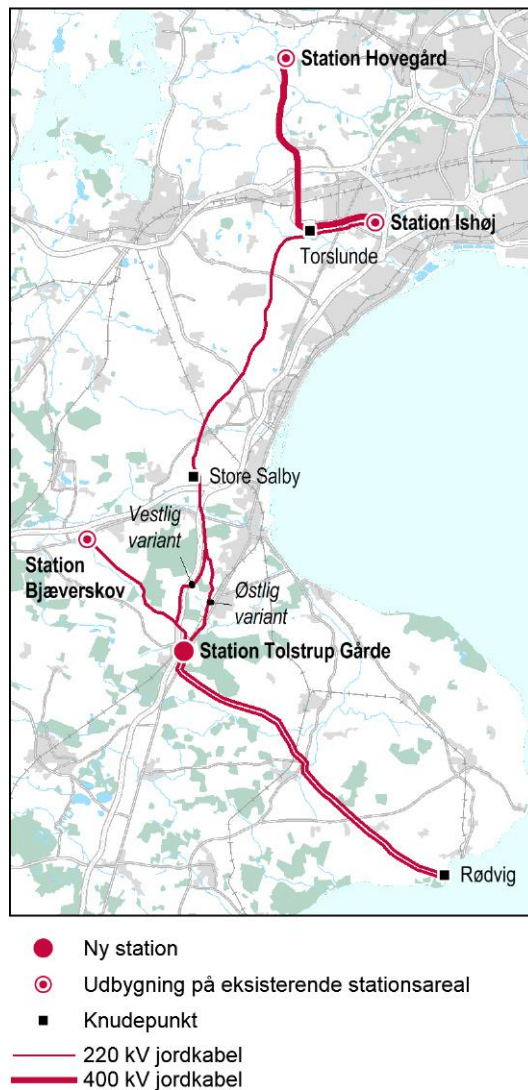 Station Hovegård
Station Ishøj
Torslunde
Store Salby
Vestlig
variant
Station
Bjæverskov
Østlig
variant
Station Tolstrup Gårde
Rødvig
Ny station
Udbygning på eksisterende stationsareal
Knudepunkt
220 kV jordkabel
400 kV jordkabel